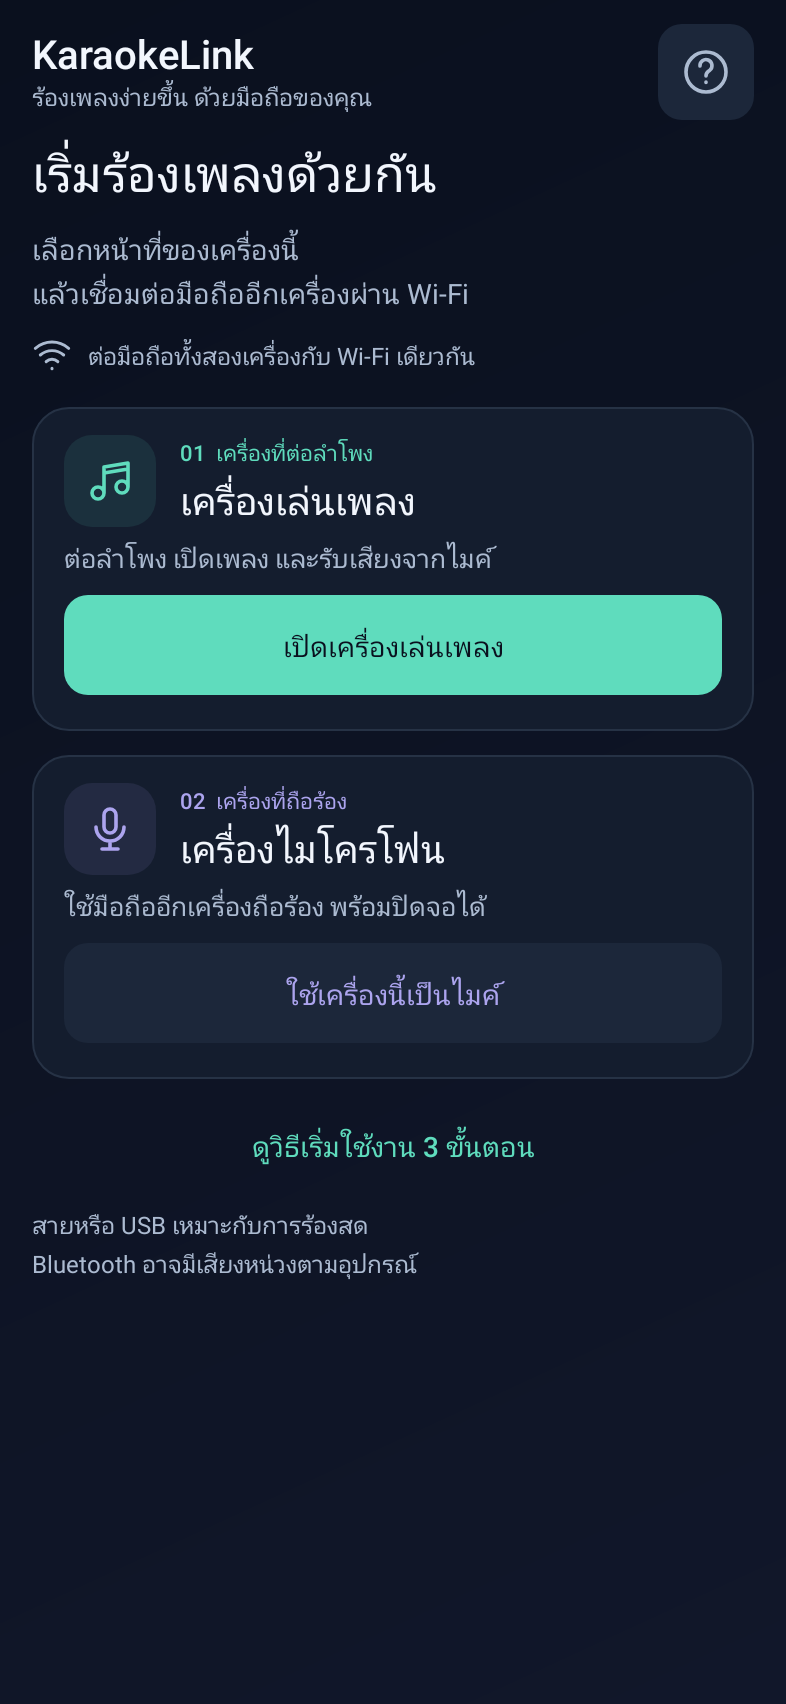 KaraokeLink
ร้องเพลงง่ายขึ้น ด้วยมือถือของคุณ
เริ่มร้องเพลงด้วยกัน
เลือกหน้าที่ของเครื่องนี้
แล้วเชื่อมต่อมือถืออีกเครื่องผ่าน Wi-Fi
ต่อมือถือทั้งสองเครื่องกับ Wi-Fi เดียวกัน
01 เครื่องที่ต่อลำโพง
เครื่องเล่นเพลง
ต่อลำโพง เปิดเพลง และรับเสียงจากไมค์
เปิดเครื่องเล่นเพลง
02 เครื่องที่ถือร้อง
เครื่องไมโครโฟน
ใช้มือถืออีกเครื่องถือร้อง พร้อมปิดจอได้
ใช้เครื่องนี้เป็นไมค์
ดูวิธีเริ่มใช้งาน 3 ขั้นตอน
สายหรือ USB เหมาะกับการร้องสด
Bluetooth อาจมีเสียงหน่วงตามอุปกรณ์